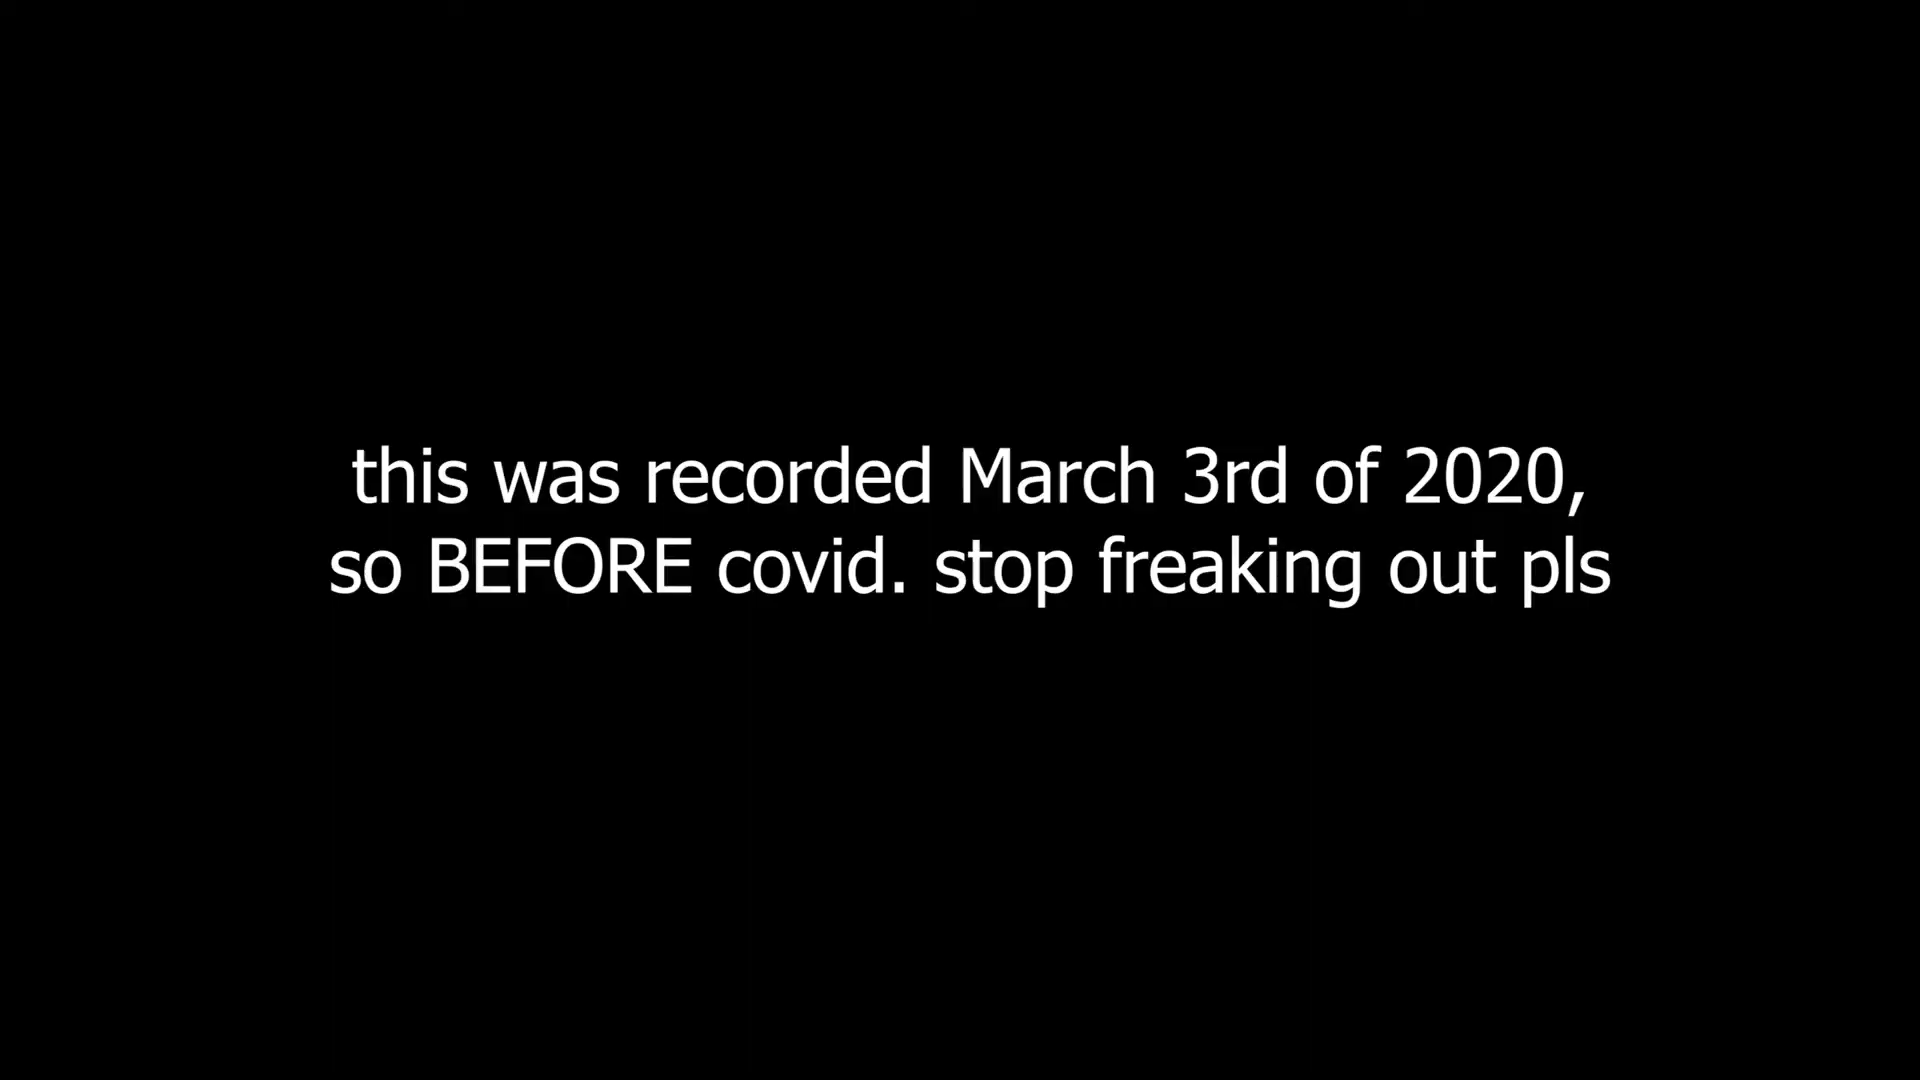 this was recorded March 3rd of 2020,
so BEFORE covid. stop freaking out pls